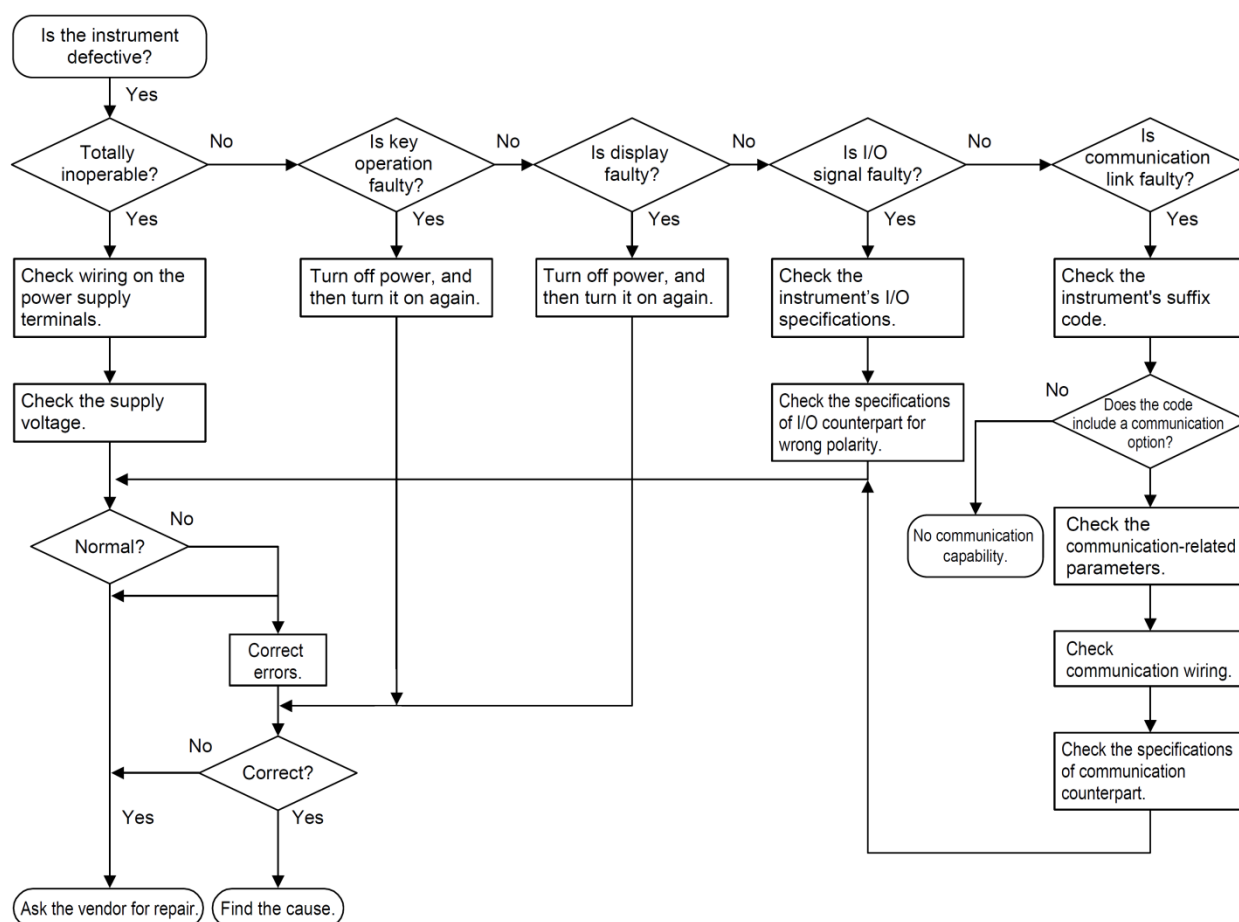 Is the instrument
defective?
Yes
No
No
No
No
Totally
inoperable?
Is key
operation
faulty?
Is display
faulty?
Is I/O
signal faulty?
Is
communication
link faulty?
Yes
Yes
Yes
Yes
Yes
Check wiring on the
power supply
terminals.
Turn off power, and
then turn it on again.
Turn off power, and
then turn it on again.
Check the
instrument’s I/O
specifications.
Check the
instrument's suffix
code.
Check the supply
voltage.
Check the specifications
of I/O counterpart for
wrong polarity.
No
Does the code
include a communication
option?
Yes
No
Normal?
No communication
capability.
Check the
communication-related
parameters.
Correct
errors.
Check
communication wiring.
No
Correct?
Check the specifications
of communication
counterpart.
Yes
Yes
Ask the vendor for repair.
Find the cause.